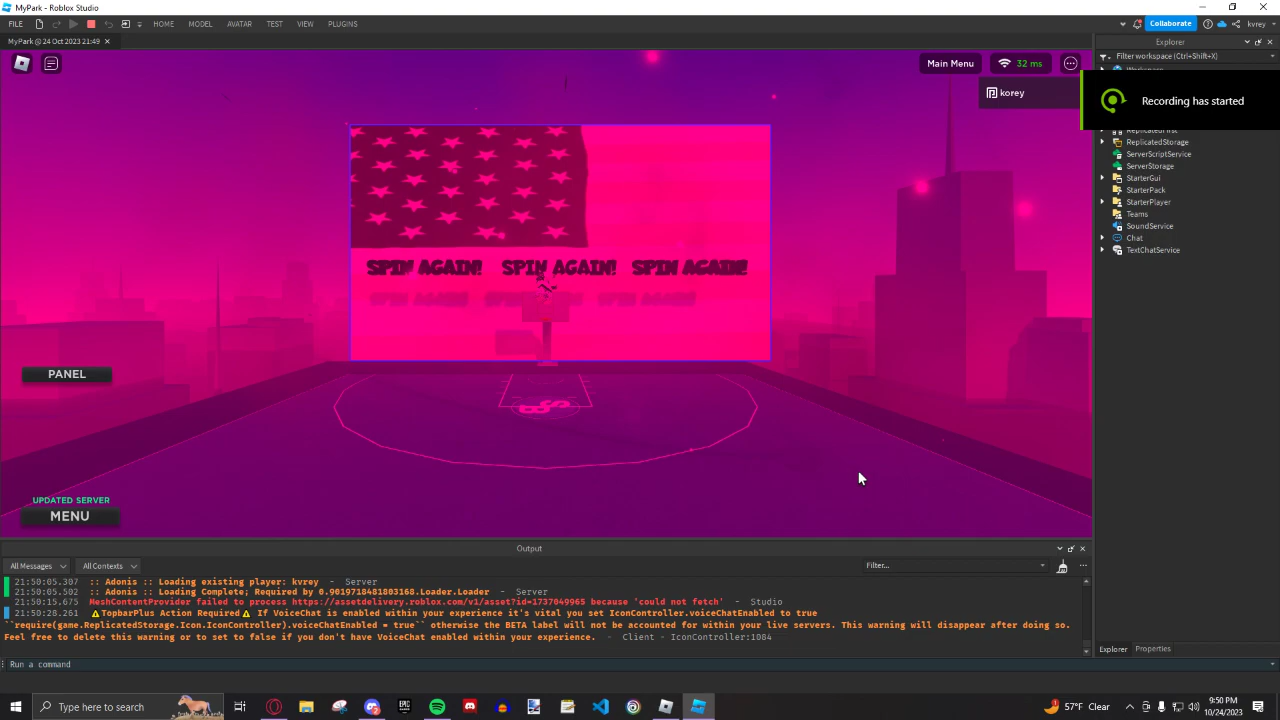 MyPark - Roblox Studio
FILE HOME MODEL AVATAR TEST VIEW PLUGINS Collaborate kvrey
MyPark @ 24 Oct 2023 21:49 Explorer
Filter workspace (Ctrl+Shift+X)
Main Menu 32 ms
korey
Recording has started
ReplicatedFirst
ReplicatedStorage
ServerScriptService
ServerStorage
StarterGui
StarterPack
StarterPlayer
Teams
SoundService
Chat
TextChatService
SPIN AGAIN! SPIN AGAIN! SPIN AGAIN!
SPIN AGAIN SPIN AGAIN
PANEL
UPDATED SERVER
MENU
Output
All Messages All Contexts Filter...
21:50:05.307 :: Adonis :: Loading existing player: kvrey - Server
21:50:05.502 :: Adonis :: Loading Complete; Required by 0.9019718481803168.Loader.Loader - Server
21:50:15.675 MeshContentProvider failed to process https://assetdelivery.roblox.com/v1/asset?id=1737049965 because 'could not fetch' - Studio
21:50:28.261 ⚠️TopbarPlus Action Required⚠️ If VoiceChat is enabled within your experience it's vital you set IconController.voiceChatEnabled to true
``require(game.ReplicatedStorage.Icon.IconController).voiceChatEnabled = true`` otherwise the BETA label will not be accounted for within your live servers. This warning will disappear after doing so.
Feel free to delete this warning or to set to false if you don't have VoiceChat enabled within your experience. - Client - IconController:1084
Explorer Properties
Run a command
Type here to search
57°F Clear
9:50 PM
10/24/2023